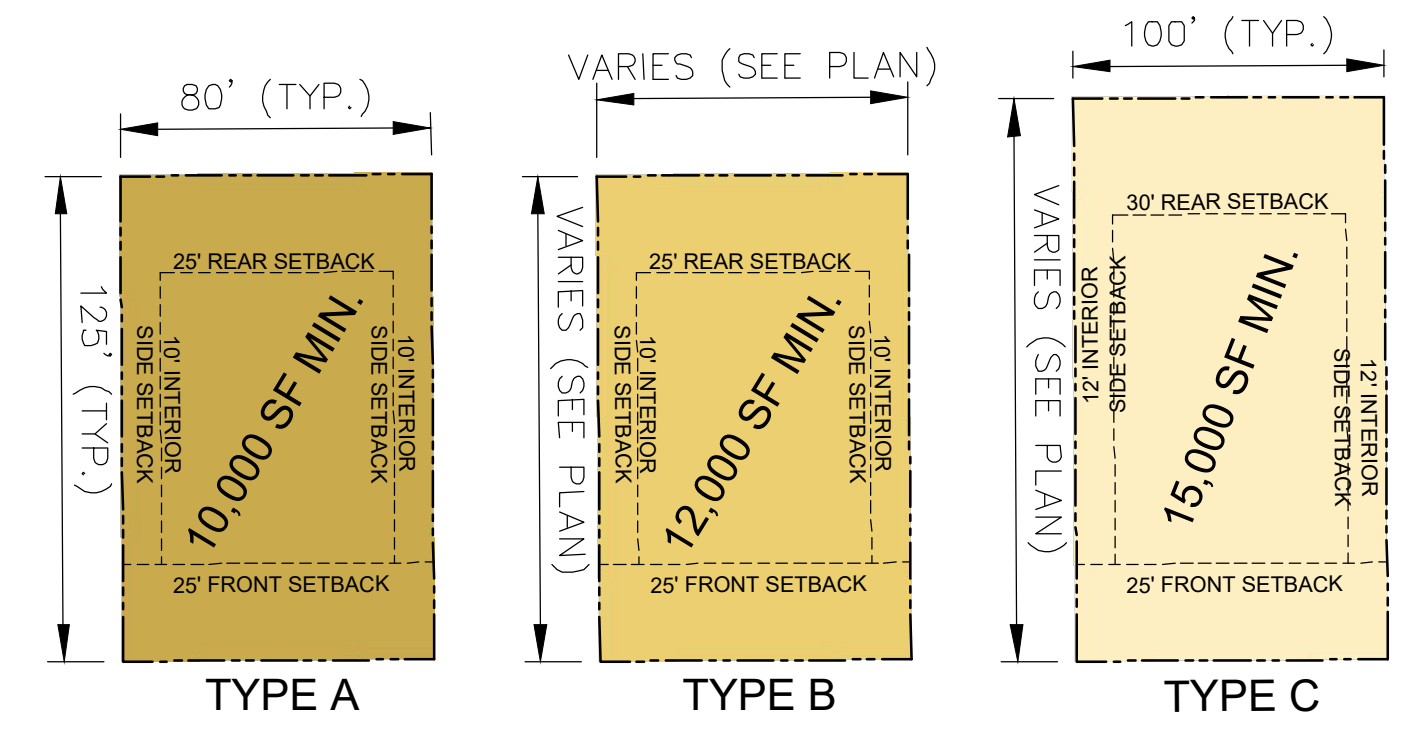 80' (TYP.)
125' (TYP.)
25' REAR SETBACK
10' INTERIOR
SIDE SETBACK
10,000 SF MIN.
10' INTERIOR
SIDE SETBACK
25' FRONT SETBACK
TYPE A
VARIES (SEE PLAN)
VARIES (SEE PLAN)
25' REAR SETBACK
10' INTERIOR
SIDE SETBACK
12,000 SF MIN.
10' INTERIOR
SIDE SETBACK
25' FRONT SETBACK
TYPE B
100' (TYP.)
VARIES (SEE PLAN)
30' REAR SETBACK
12' INTERIOR
SIDE SETBACK
15,000 SF MIN.
12' INTERIOR
SIDE SETBACK
25' FRONT SETBACK
TYPE C